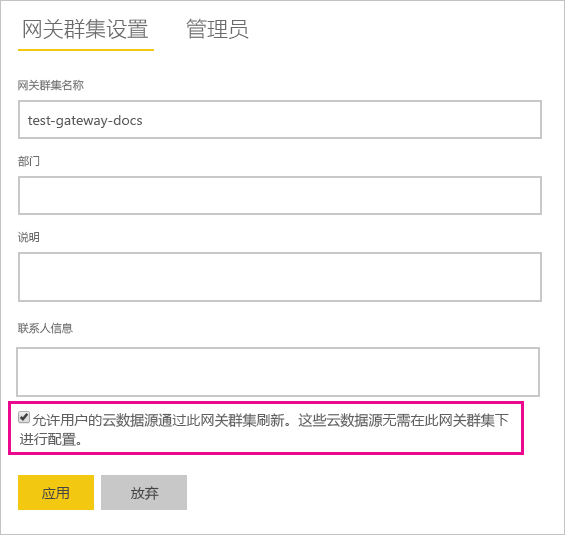 网关群集设置 管理员
网关群集名称
test-gateway-docs
部门
说明
联系人信息
允许用户的云数据源通过此网关群集刷新。这些云数据源无需在此网关群集下
进行配置。
应用 放弃